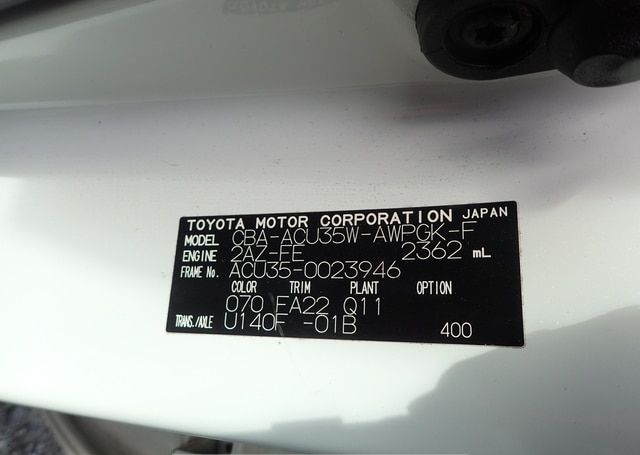 TOYOTA MOTOR CORPORATION JAPAN
MODEL CBA-ACU35W-AWPGK-F
ENGINE 2AZ-FE 2362 mL
FRAME No. ACU35-0023946
COLOR TRIM PLANT OPTION
070 FA22 Q11
TRANS./AXLE U140F -01B 400